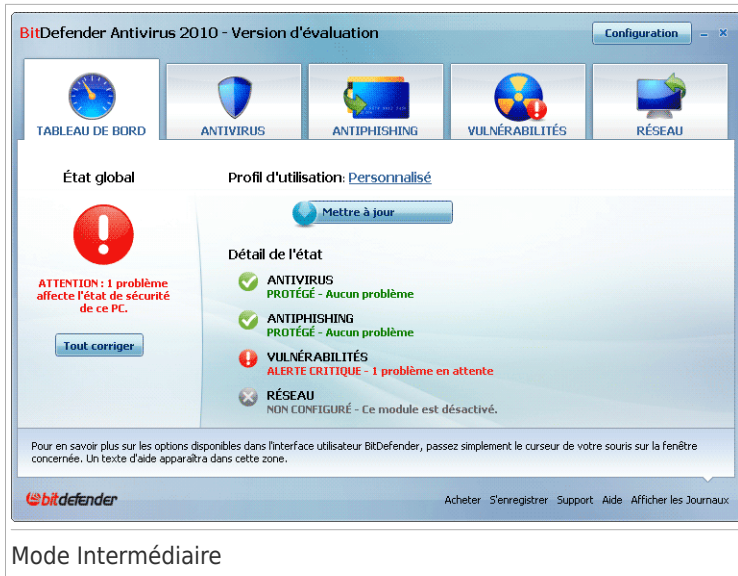 BitDefender Antivirus 2010 - Version d'évaluation
Configuration
TABLEAU DE BORD
ANTIVIRUS
ANTIPHISHING
VULNÉRABILITÉS
RÉSEAU
État global
ATTENTION : 1 problème
affecte l'état de sécurité
de ce PC.
Tout corriger
Profil d'utilisation: Personnalisé
Mettre à jour
Détail de l'état
ANTIVIRUS
PROTÉGÉ - Aucun problème
ANTIPHISHING
PROTÉGÉ - Aucun problème
VULNÉRABILITÉS
ALERTE CRITIQUE - 1 problème en attente
RÉSEAU
NON CONFIGURÉ - Ce module est désactivé.
Pour en savoir plus sur les options disponibles dans l'interface utilisateur BitDefender, passez simplement le curseur de votre souris sur la fenêtre
concernée. Un texte d'aide apparaîtra dans cette zone.
bitdefender
Acheter S'enregistrer Support Aide Afficher les Journaux
Mode Intermédiaire